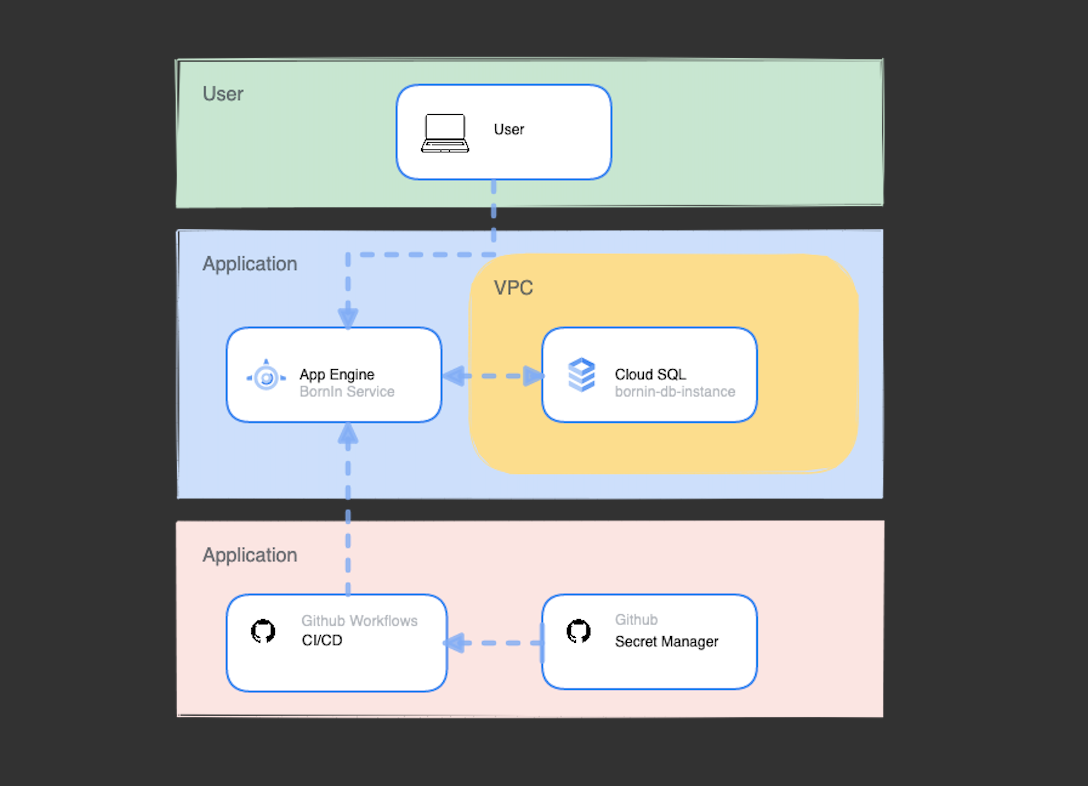 User
User
Application
VPC
App Engine
BornIn Service
Cloud SQL
bornin-db-instance
Application
Github Workflows
CI/CD
Github
Secret Manager